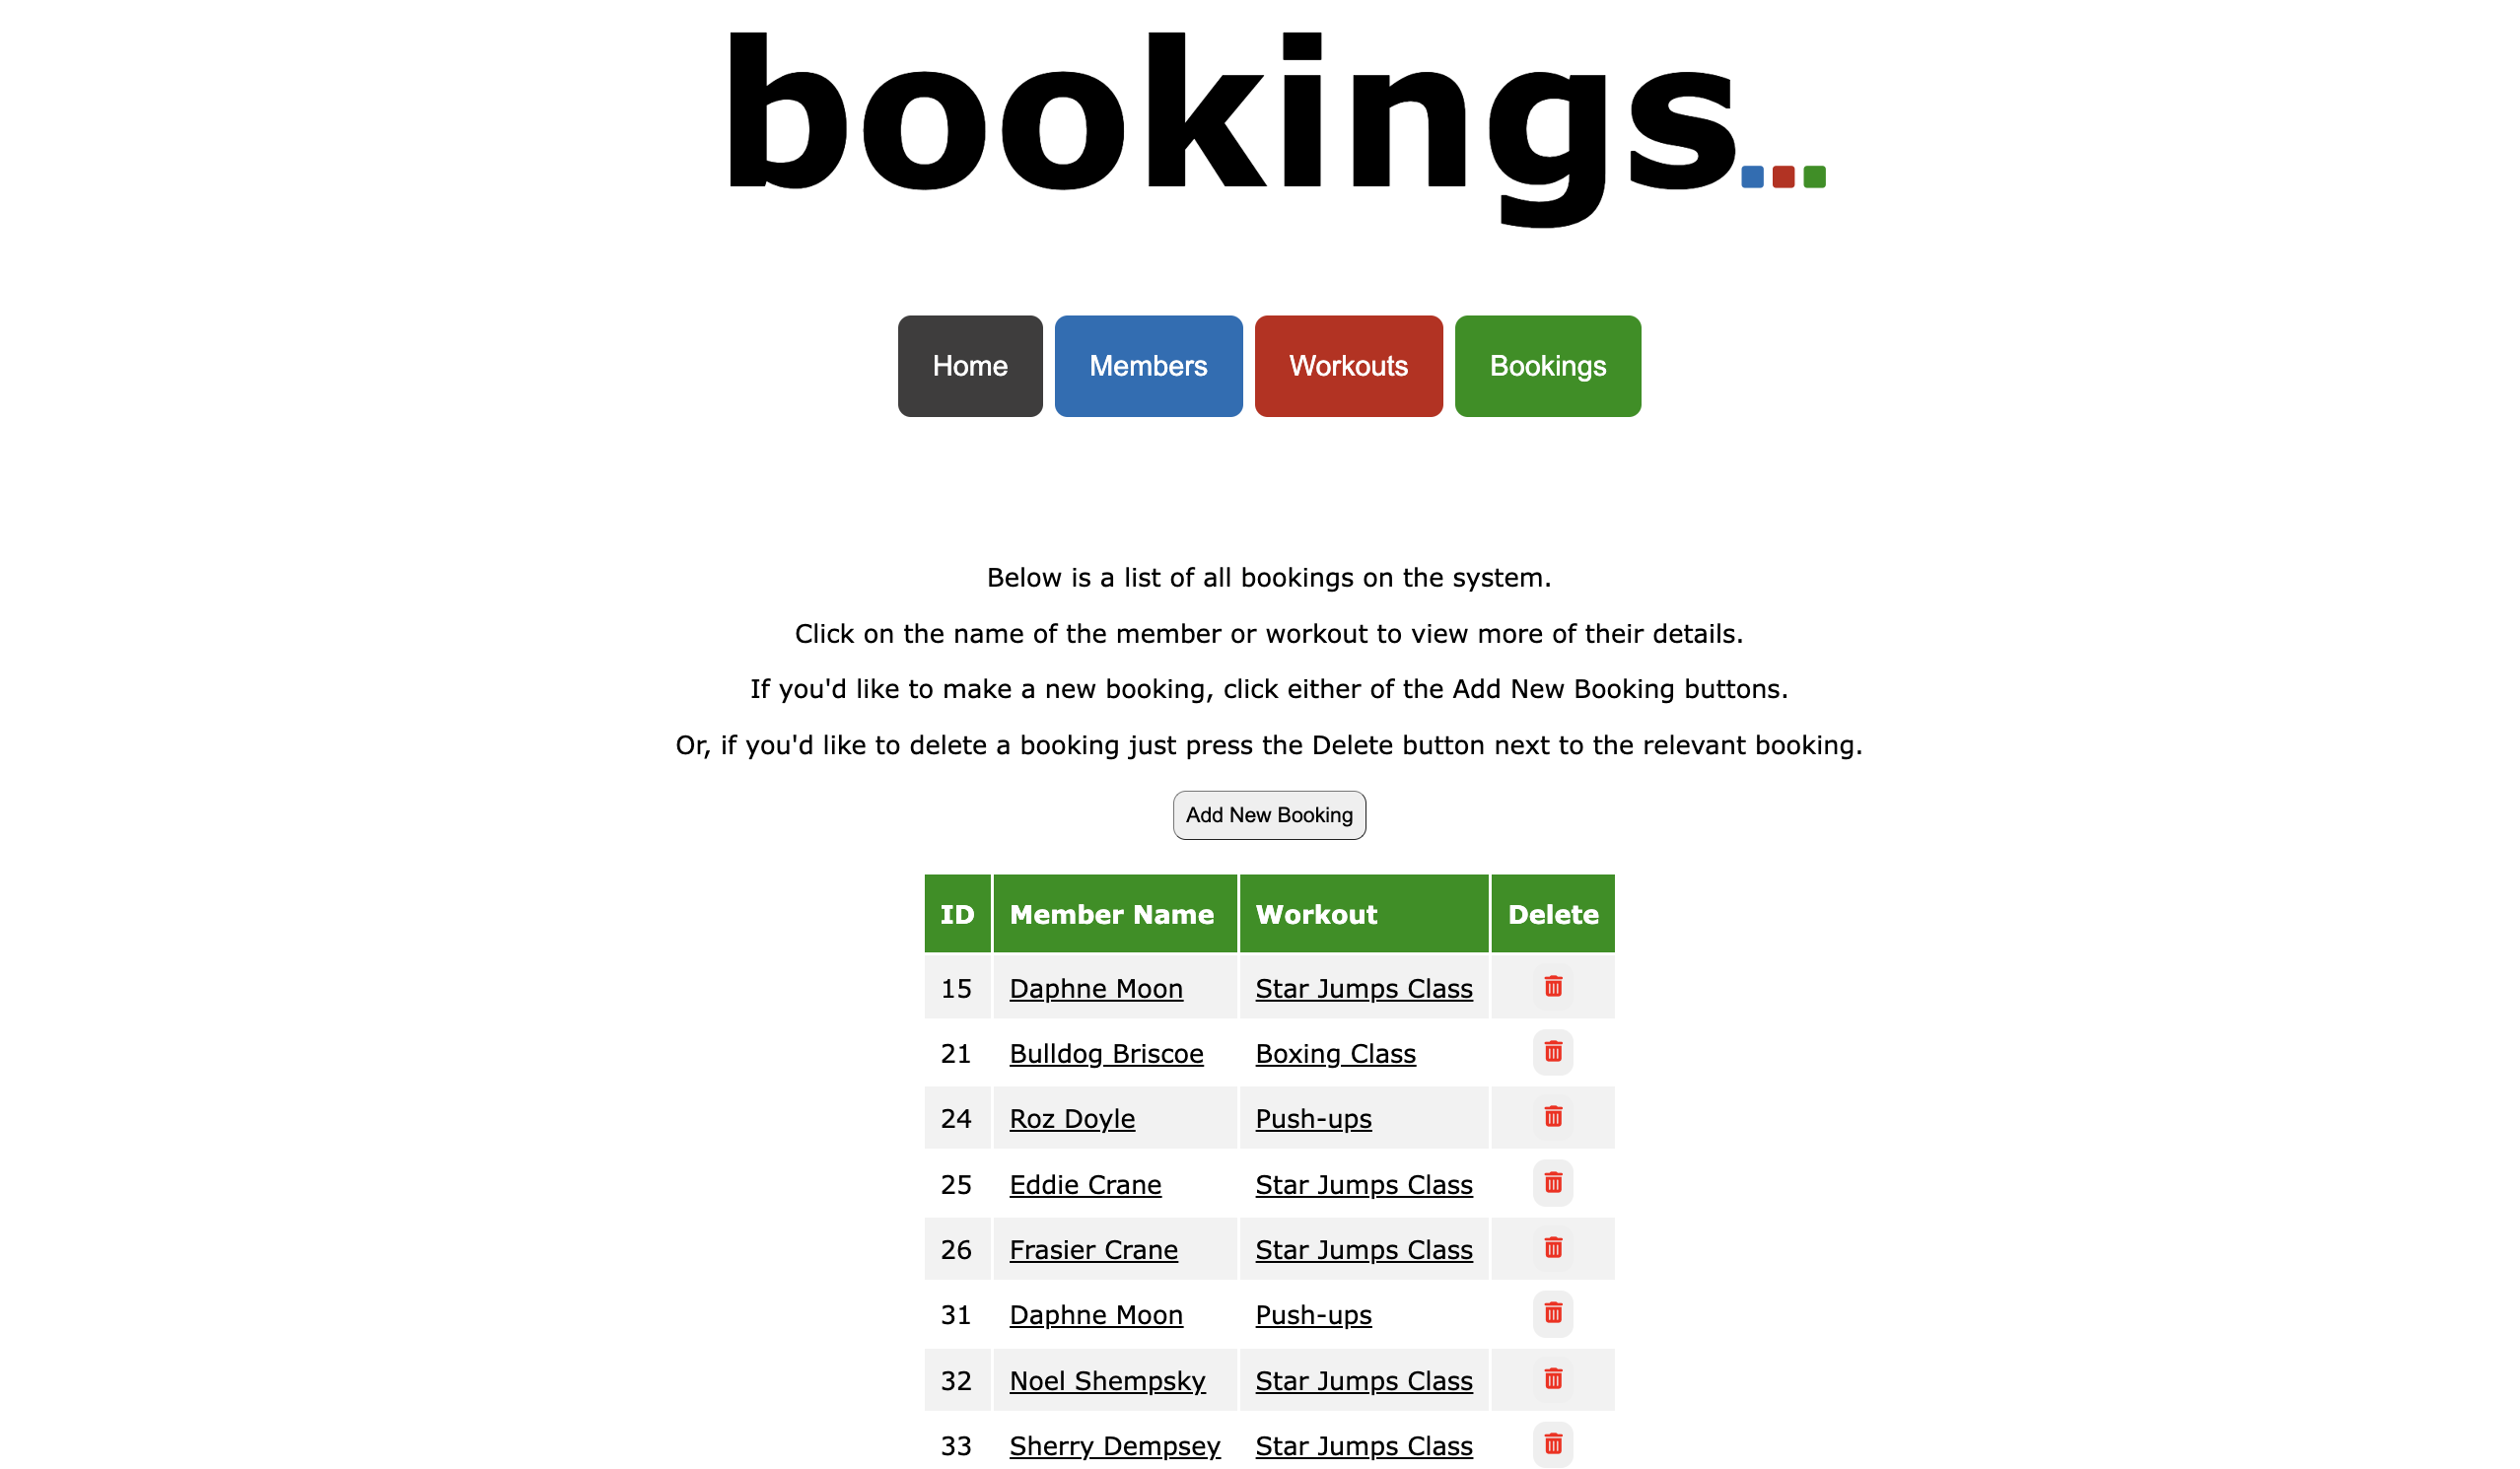 bookings...
Home Members Workouts Bookings
Below is a list of all bookings on the system.
Click on the name of the member or workout to view more of their details.
If you'd like to make a new booking, click either of the Add New Booking buttons.
Or, if you'd like to delete a booking just press the Delete button next to the relevant booking.
Add New Booking
ID Member Name Workout Delete
15 Daphne Moon Star Jumps Class
21 Bulldog Briscoe Boxing Class
24 Roz Doyle Push-ups
25 Eddie Crane Star Jumps Class
26 Frasier Crane Star Jumps Class
31 Daphne Moon Push-ups
32 Noel Shempsky Star Jumps Class
33 Sherry Dempsey Star Jumps Class